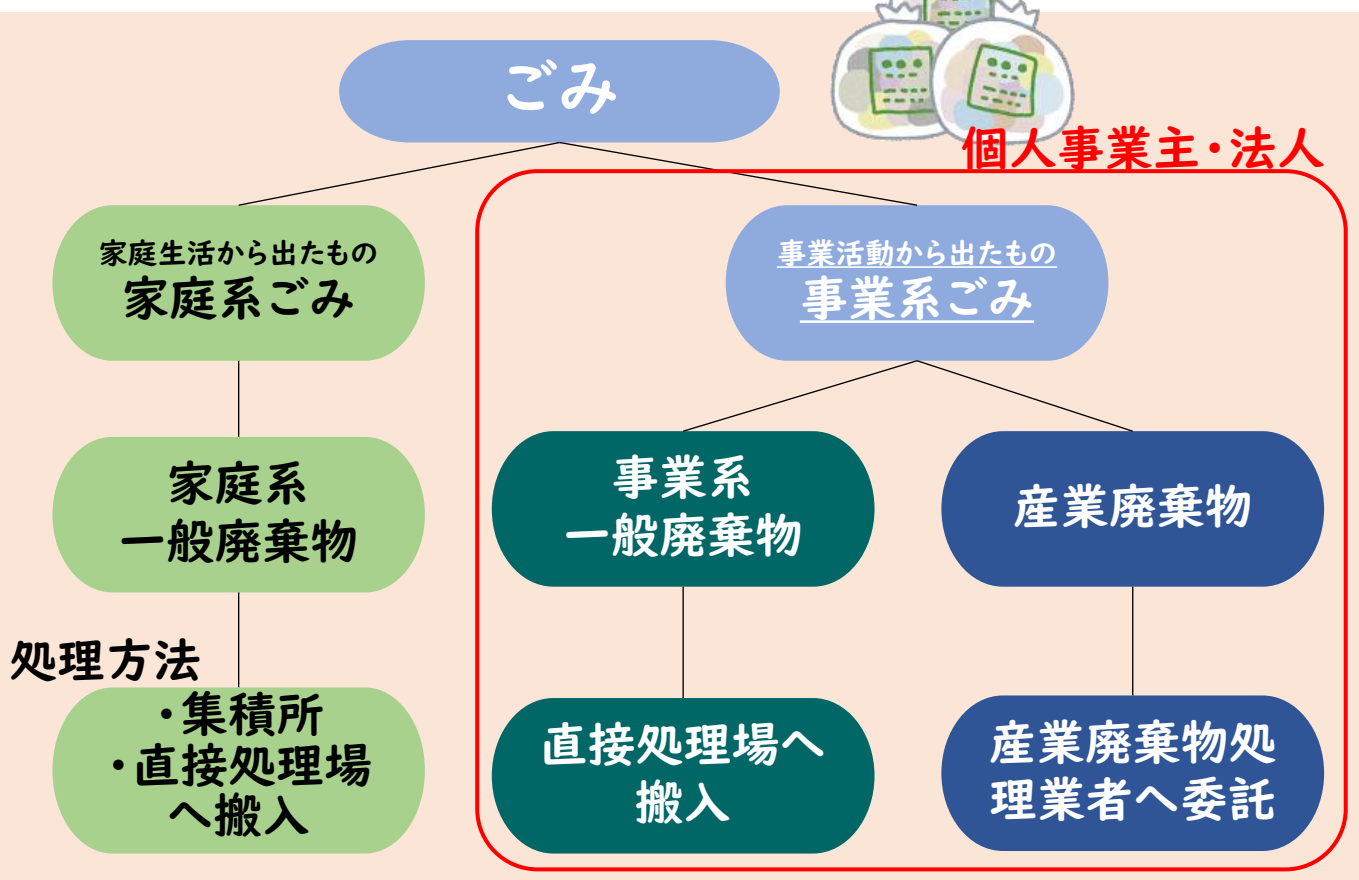 ごみ
個人事業主・法人
家庭生活から出たもの
家庭系ごみ
事業活動から出たもの
事業系ごみ
家庭系
一般廃棄物
事業系
一般廃棄物
産業廃棄物
処理方法
・集積所
・直接処理場
へ搬入
直接処理場へ
搬入
産業廃棄物処
理業者へ委託